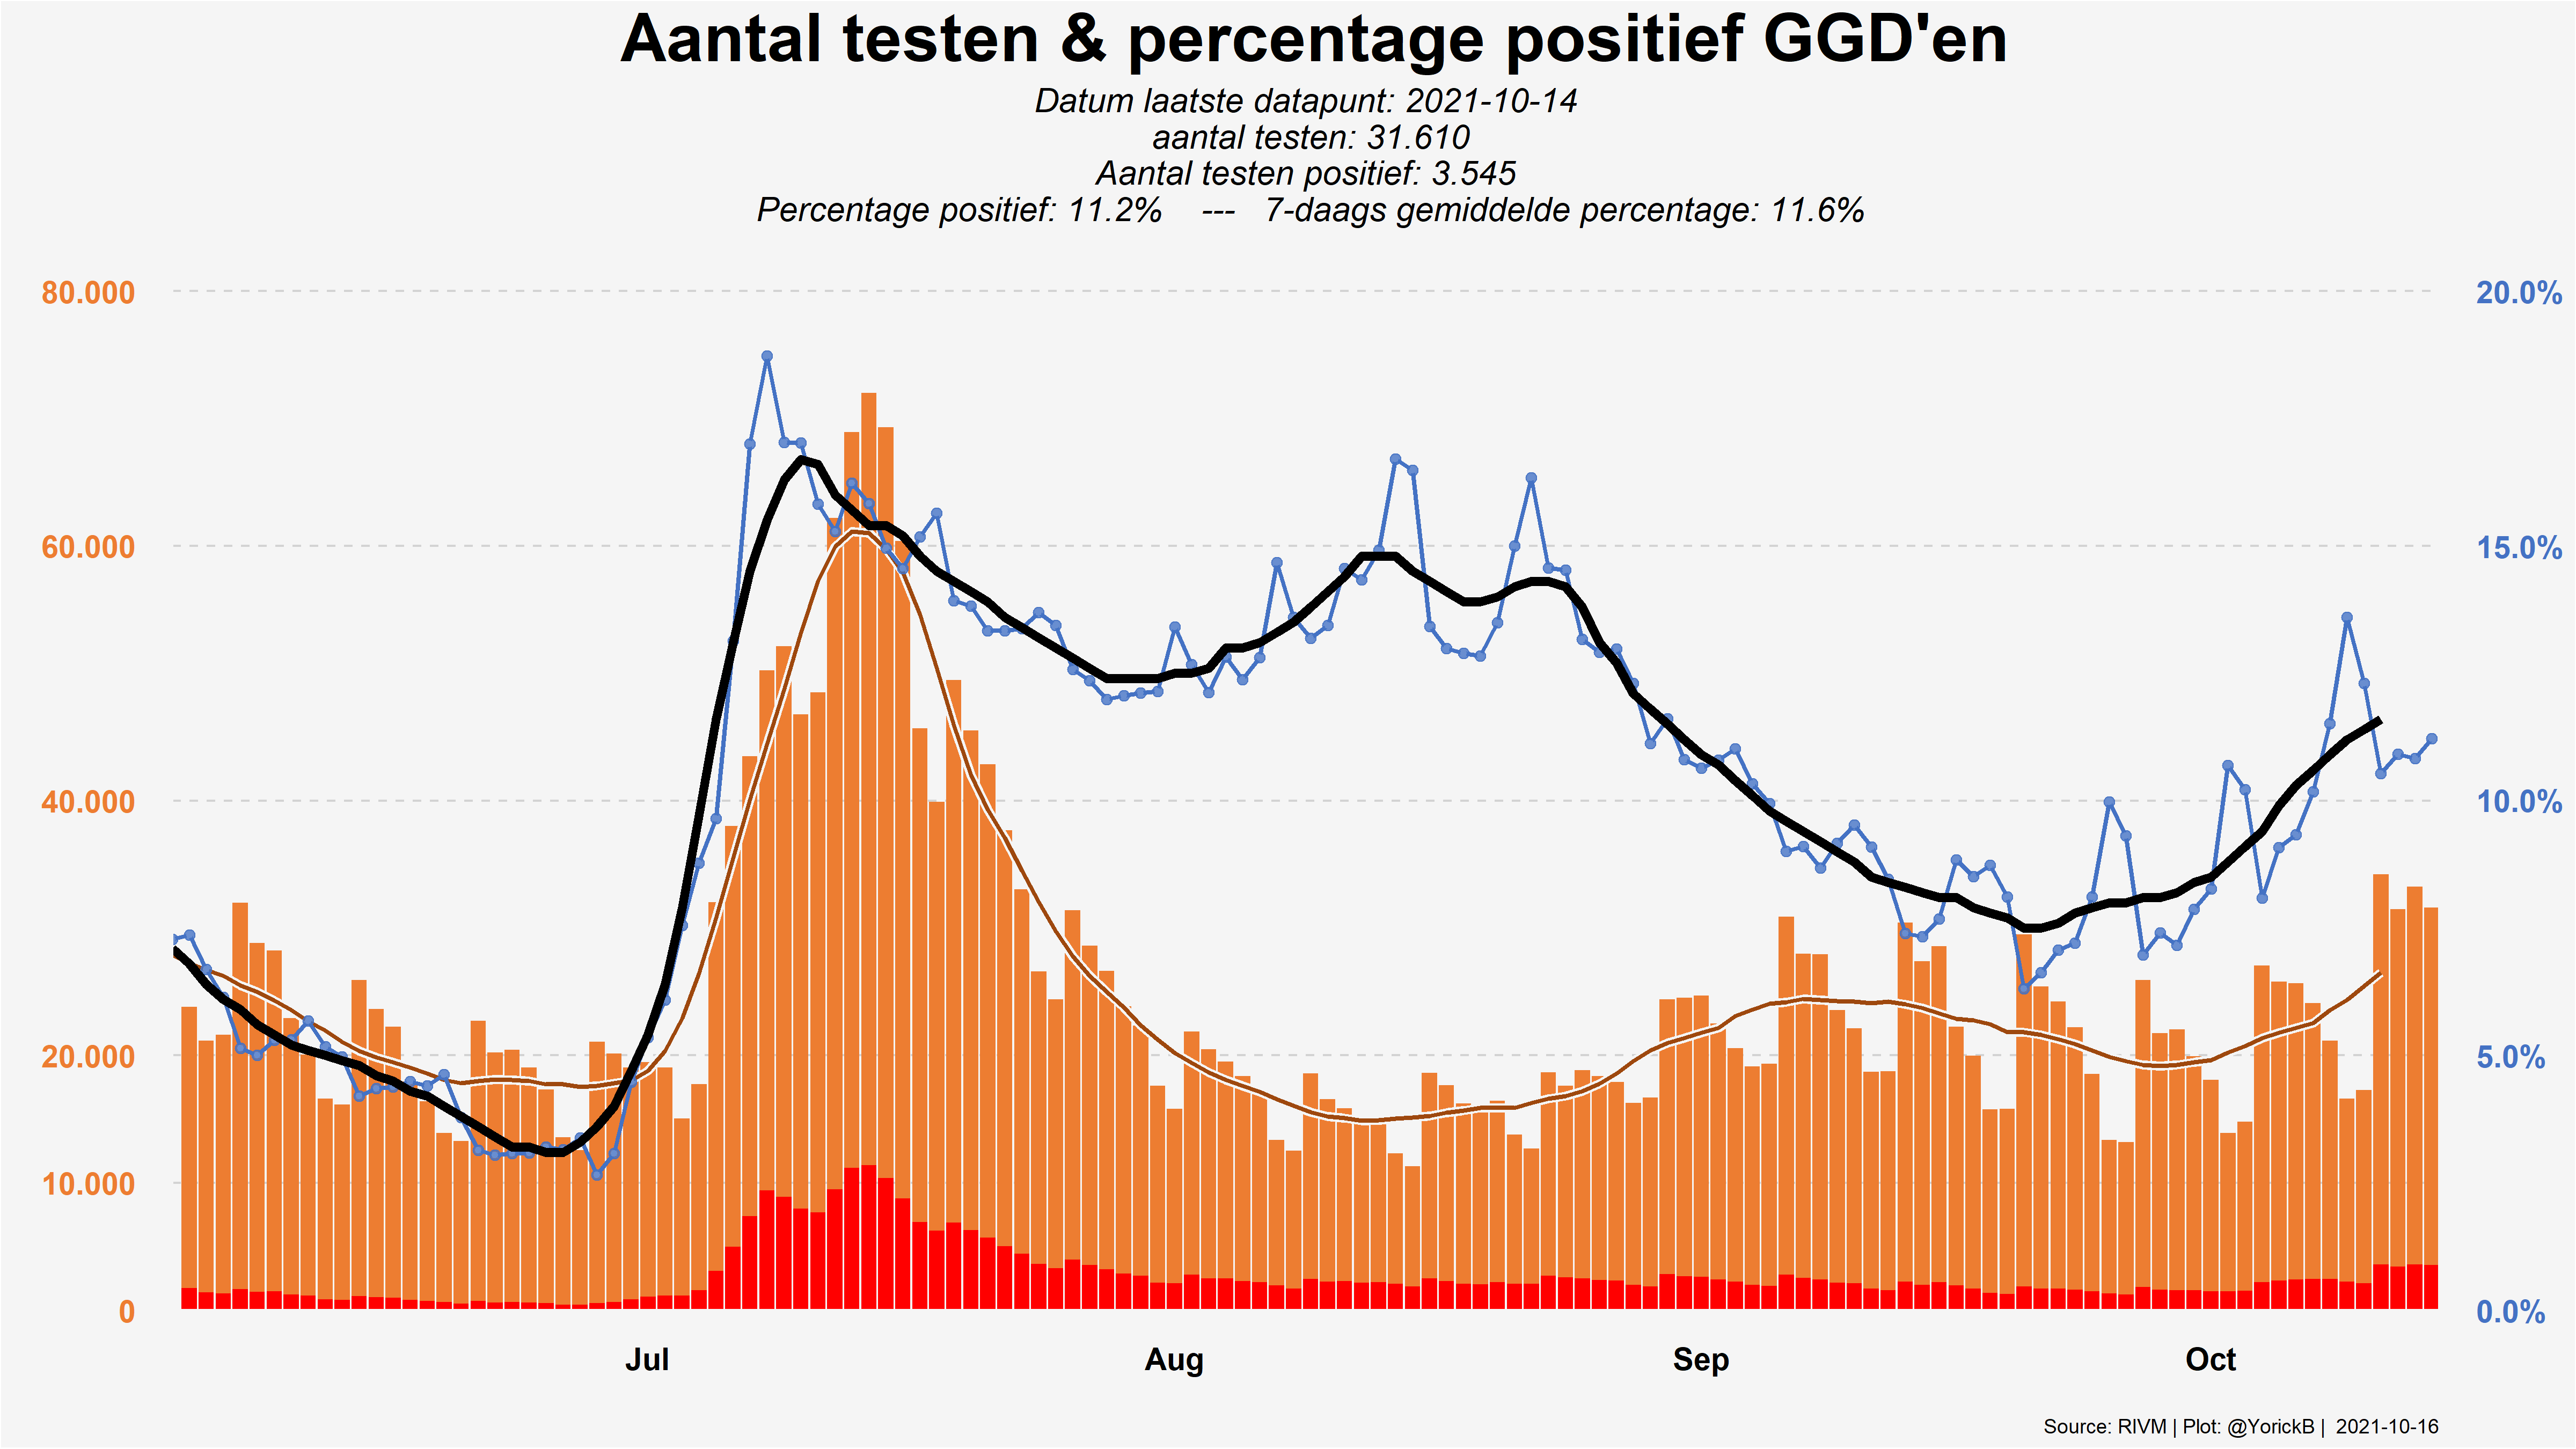 Aantal testen & percentage positief GGD'en
Datum laatste datapunt: 2021-10-14
aantal testen: 31.610
Aantal testen positief: 3.545
Percentage positief: 11.2% --- 7-daags gemiddelde percentage: 11.6%
80.000
60.000
40.000
20.000
10.000
0
20.0%
15.0%
10.0%
5.0%
0.0%
Jul Aug Sep Oct
Source: RIVM | Plot: @YorickB | 2021-10-16